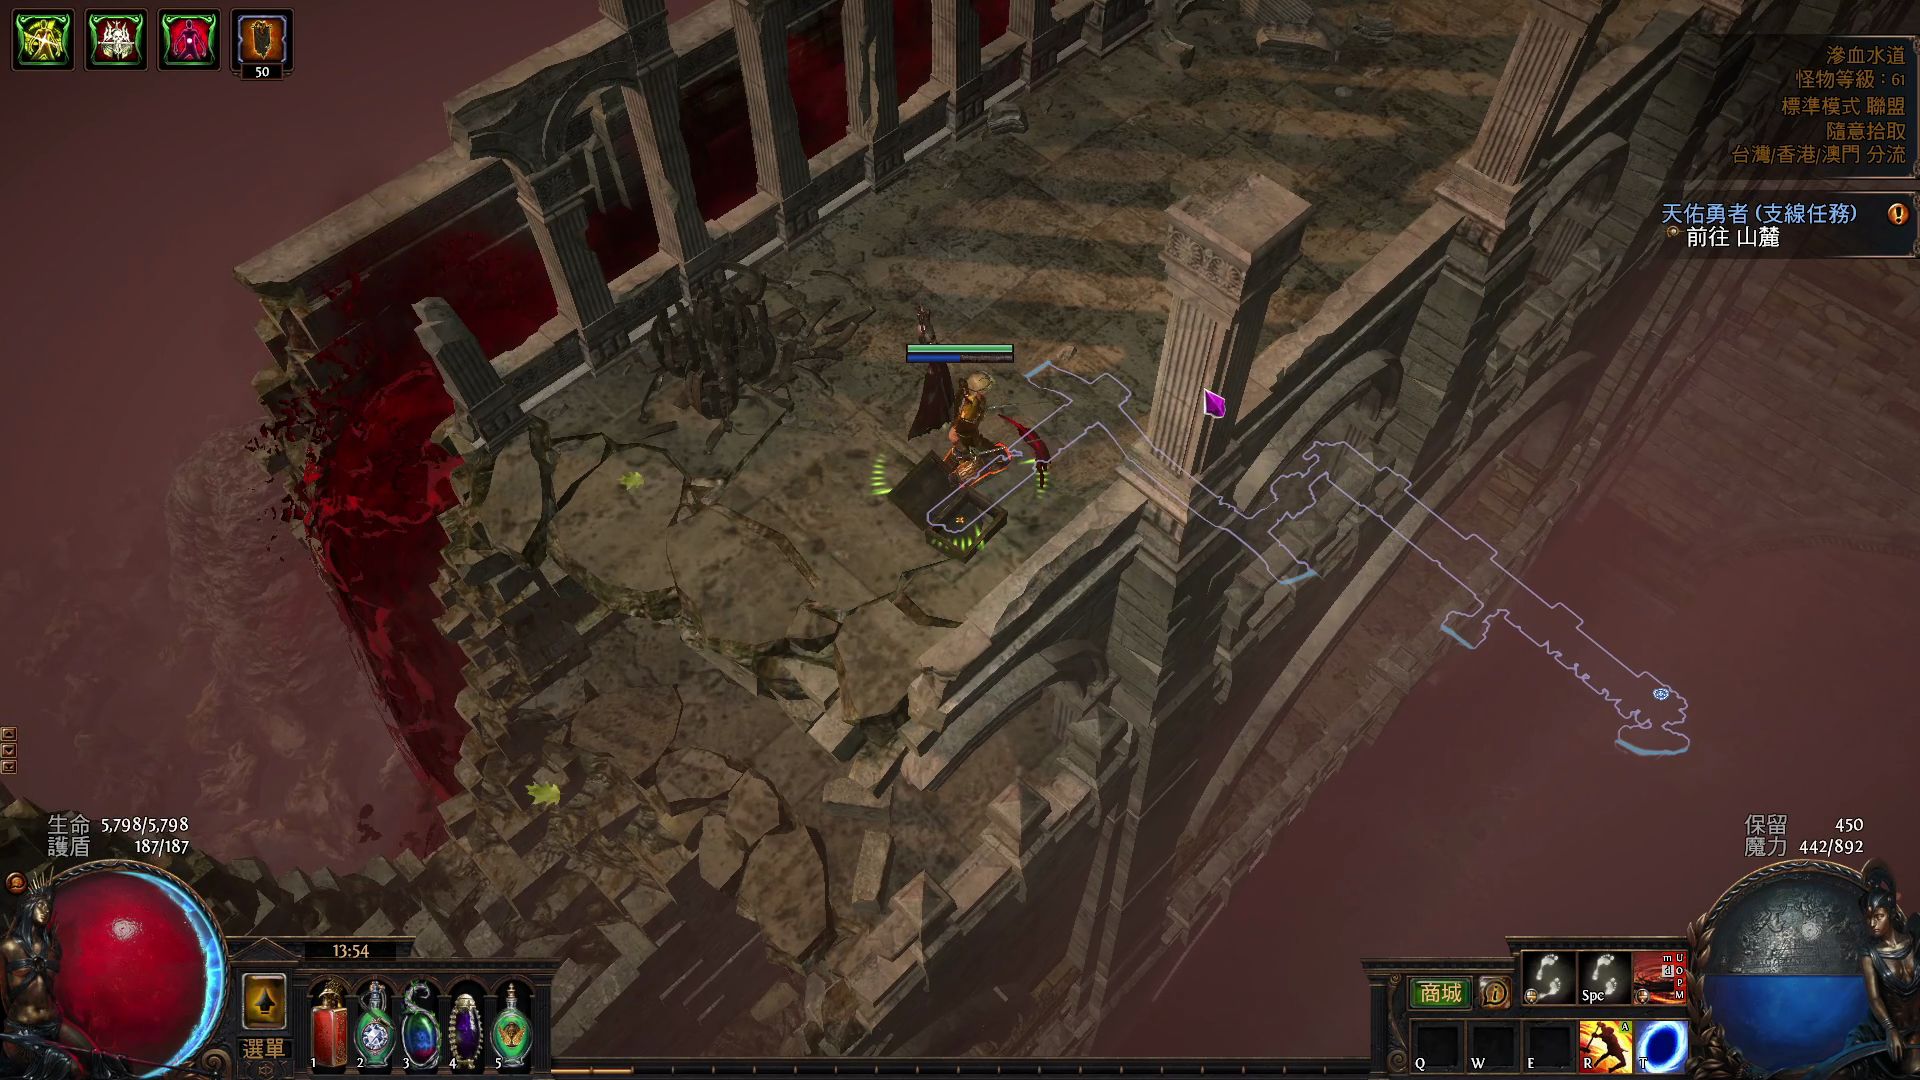 50
滲血水道
怪物等級：61
標準模式 聯盟
隨意拾取
台灣/香港/澳門 分流
天佑勇者 (支線任務)
前往 山麓
生命 5,798/5,798
護盾 187/187
保留 450
魔力 442/892
13:54
選單
1 2 3 4 5
商城
Spc
m U
d O
P
M
Q W E R A T